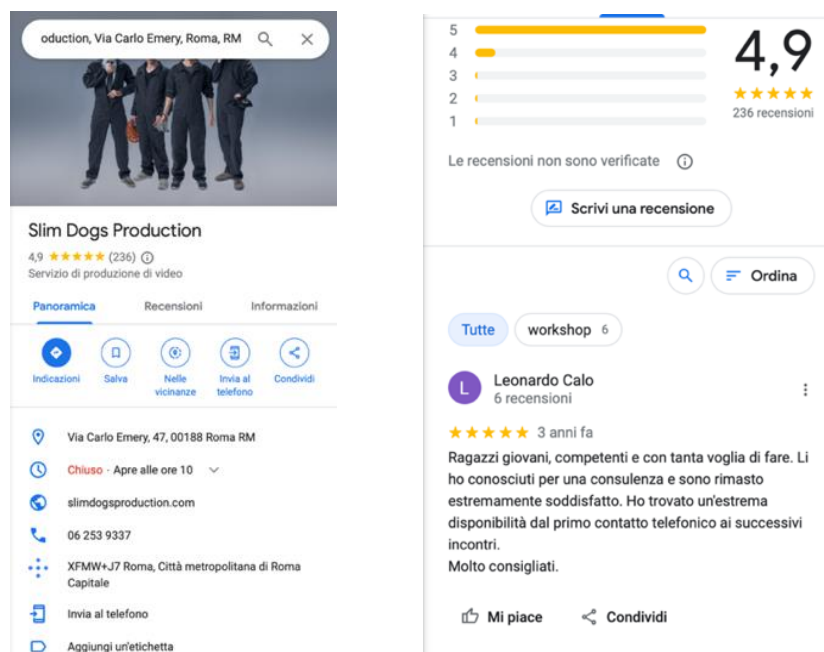 oduction, Via Carlo Emery, Roma, RM
Slim Dogs Production
4,9 (236)
Servizio di produzione di video
Panoramica Recensioni Informazioni
Indicazioni Salva Nelle vicinanze Invia al telefono Condividi
Via Carlo Emery, 47, 00188 Roma RM
Chiuso · Apre alle ore 10
slimdogsproduction.com
06 253 9337
XFMW+J7 Roma, Città metropolitana di Roma
Capitale
Invia al telefono
Aggiungi un'etichetta
5
4
3
2
1
4,9
236 recensioni
Le recensioni non sono verificate
Scrivi una recensione
Ordina
Tutte workshop 6
L
Leonardo Calo
6 recensioni
3 anni fa
Ragazzi giovani, competenti e con tanta voglia di fare. Li
ho conosciuti per una consulenza e sono rimasto
estremamente soddisfatto. Ho trovato un'estrema
disponibilità dal primo contatto telefonico ai successivi
incontri.
Molto consigliati.
Mi piace Condividi